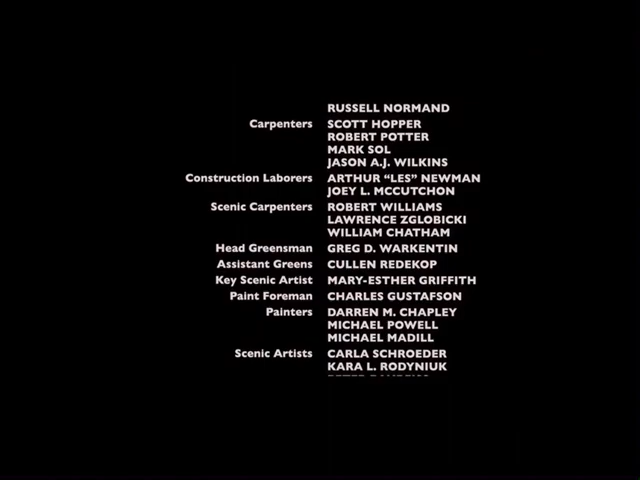 RUSSELL NORMAND
Carpenters SCOTT HOPPER
ROBERT POTTER
MARK SOL
JASON A.J. WILKINS
Construction Laborers ARTHUR “LES” NEWMAN
JOEY L. MCCUTCHON
Scenic Carpenters ROBERT WILLIAMS
LAWRENCE ZGLOBICKI
WILLIAM CHATHAM
Head Greensman GREG D. WARKENTIN
Assistant Greens CULLEN REDEKOP
Key Scenic Artist MARY-ESTHER GRIFFITH
Paint Foreman CHARLES GUSTAFSON
Painters DARREN M. CHAPLEY
MICHAEL POWELL
MICHAEL MADILL
Scenic Artists CARLA SCHROEDER
KARA L. RODYNIUK